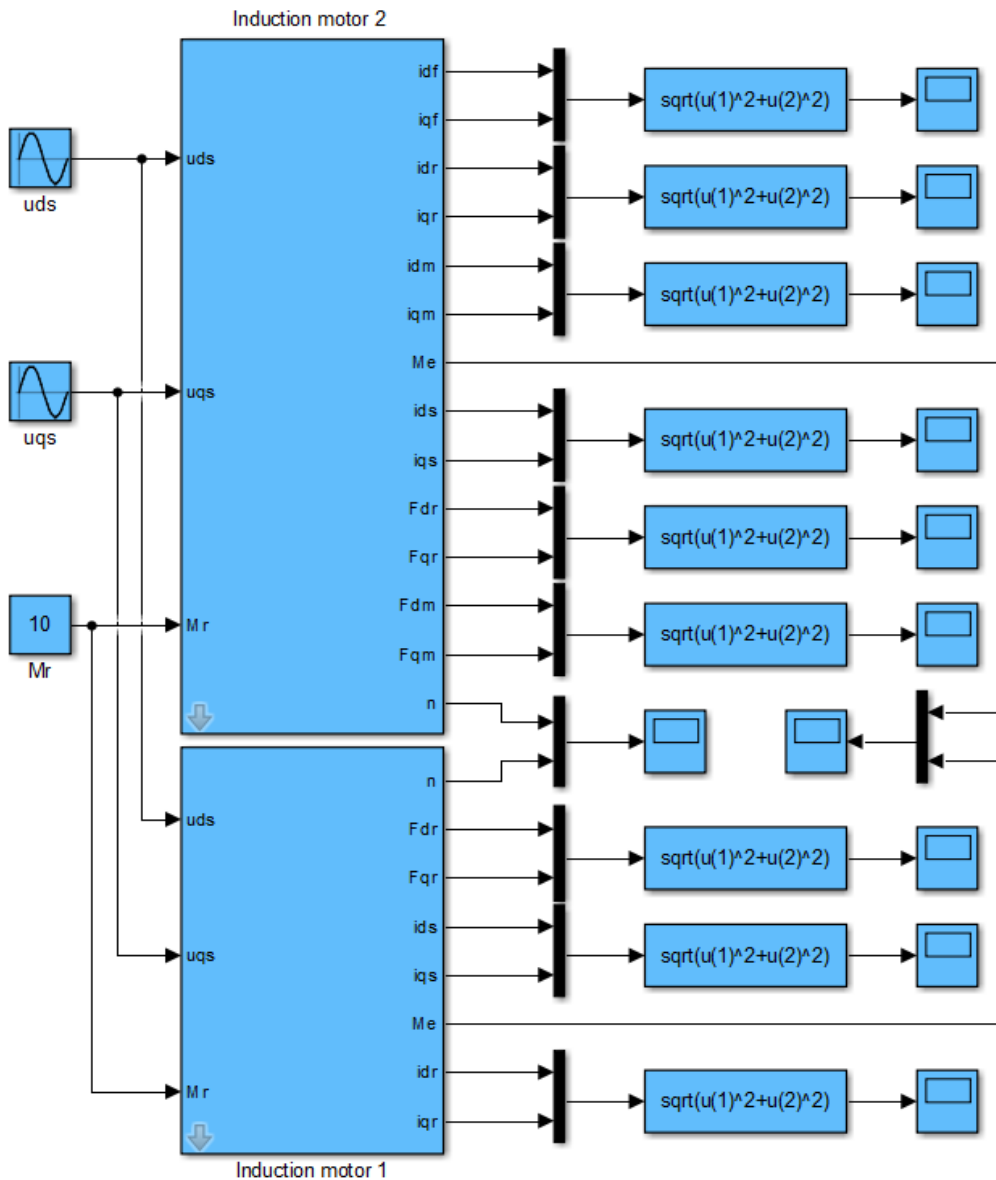 Induction motor 2
idf
sqrt(u(1)^2+u(2)^2)
iqf
uds
uds
idr
sqrt(u(1)^2+u(2)^2)
iqr
idm
sqrt(u(1)^2+u(2)^2)
iqm
Me
uqs
uqs
ids
sqrt(u(1)^2+u(2)^2)
iqs
Fdr
sqrt(u(1)^2+u(2)^2)
Fqr
Fdm
10
Mr
sqrt(u(1)^2+u(2)^2)
Mr
Fqm
n
n
uds
Fdr
sqrt(u(1)^2+u(2)^2)
Fqr
ids
uqs
sqrt(u(1)^2+u(2)^2)
iqs
Me
idr
Mr
sqrt(u(1)^2+u(2)^2)
iqr
Induction motor 1